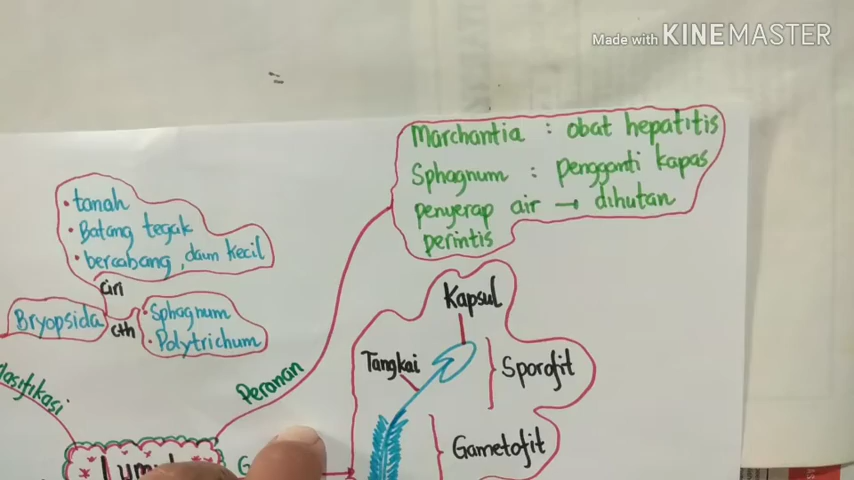 Made with KINEMASTER
Marchantia : obat hepatitis
Sphagnum : pengganti kapas
penyerap air → dihutan
perintis
• tanah
• Batang tegak
• bercabang, daun kecil
Ciri
Bryopsida
cth
• Sphagnum
• Polytrichum
Kapsul
Tangkai
Sporofit
Gametofit
Peranan